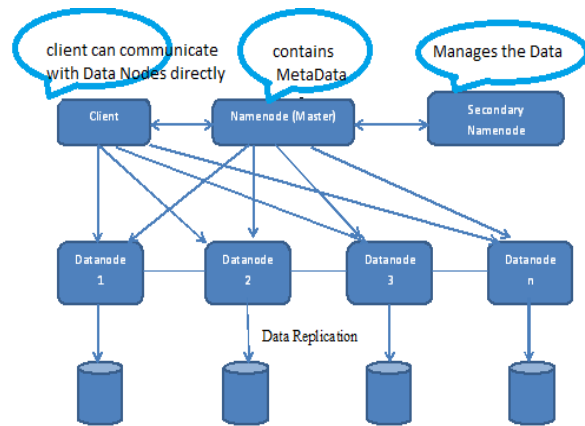 client can communicate
with Data Nodes directly
contains
MetaData
Manages the Data
Client
Namenode (Master)
Secondary
Namenode
Datanode
1
Datanode
2
Datanode
3
Datanode
n
Data Replication